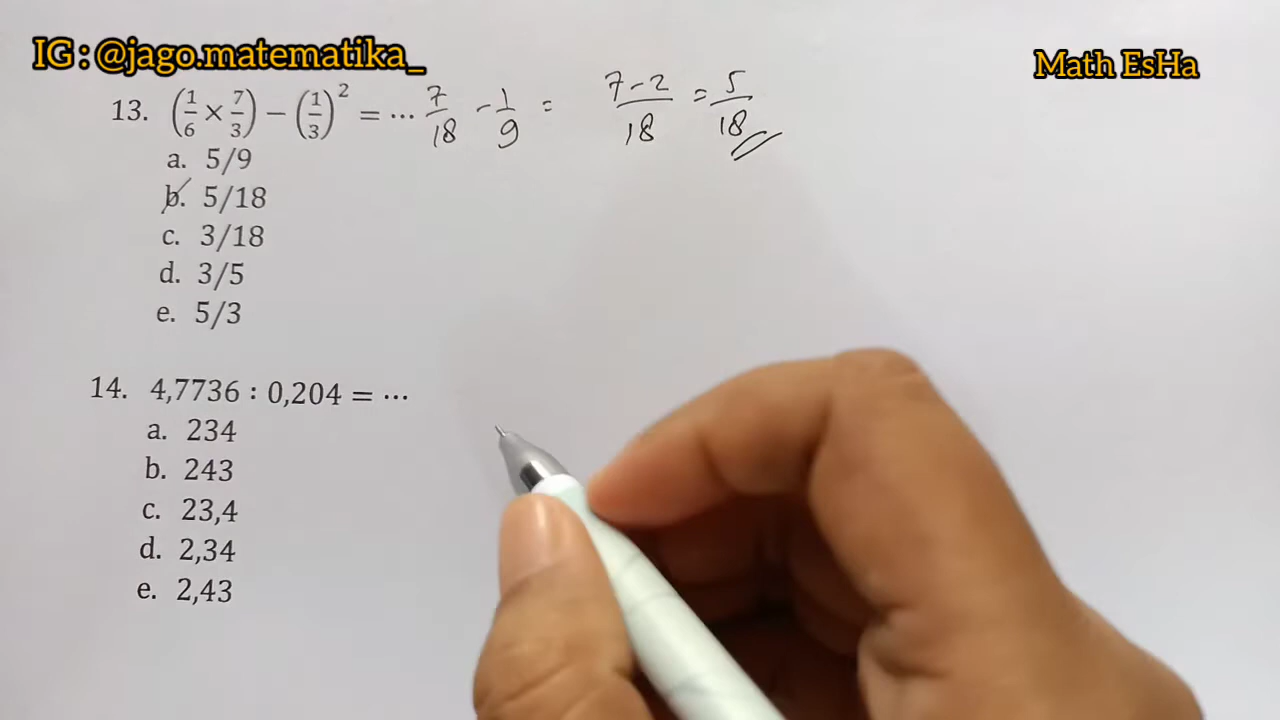 IG : @jago.matematika_
Math EsHa
13. (1/6 × 7/3) − (1/3)² = ⋯ 7/18 - 1/9 = 7-2/18 = 5/18
a. 5/9
b. 5/18
c. 3/18
d. 3/5
e. 5/3
14. 4,7736 : 0,204 = ⋯
a. 234
b. 243
c. 23,4
d. 2,34
e. 2,43